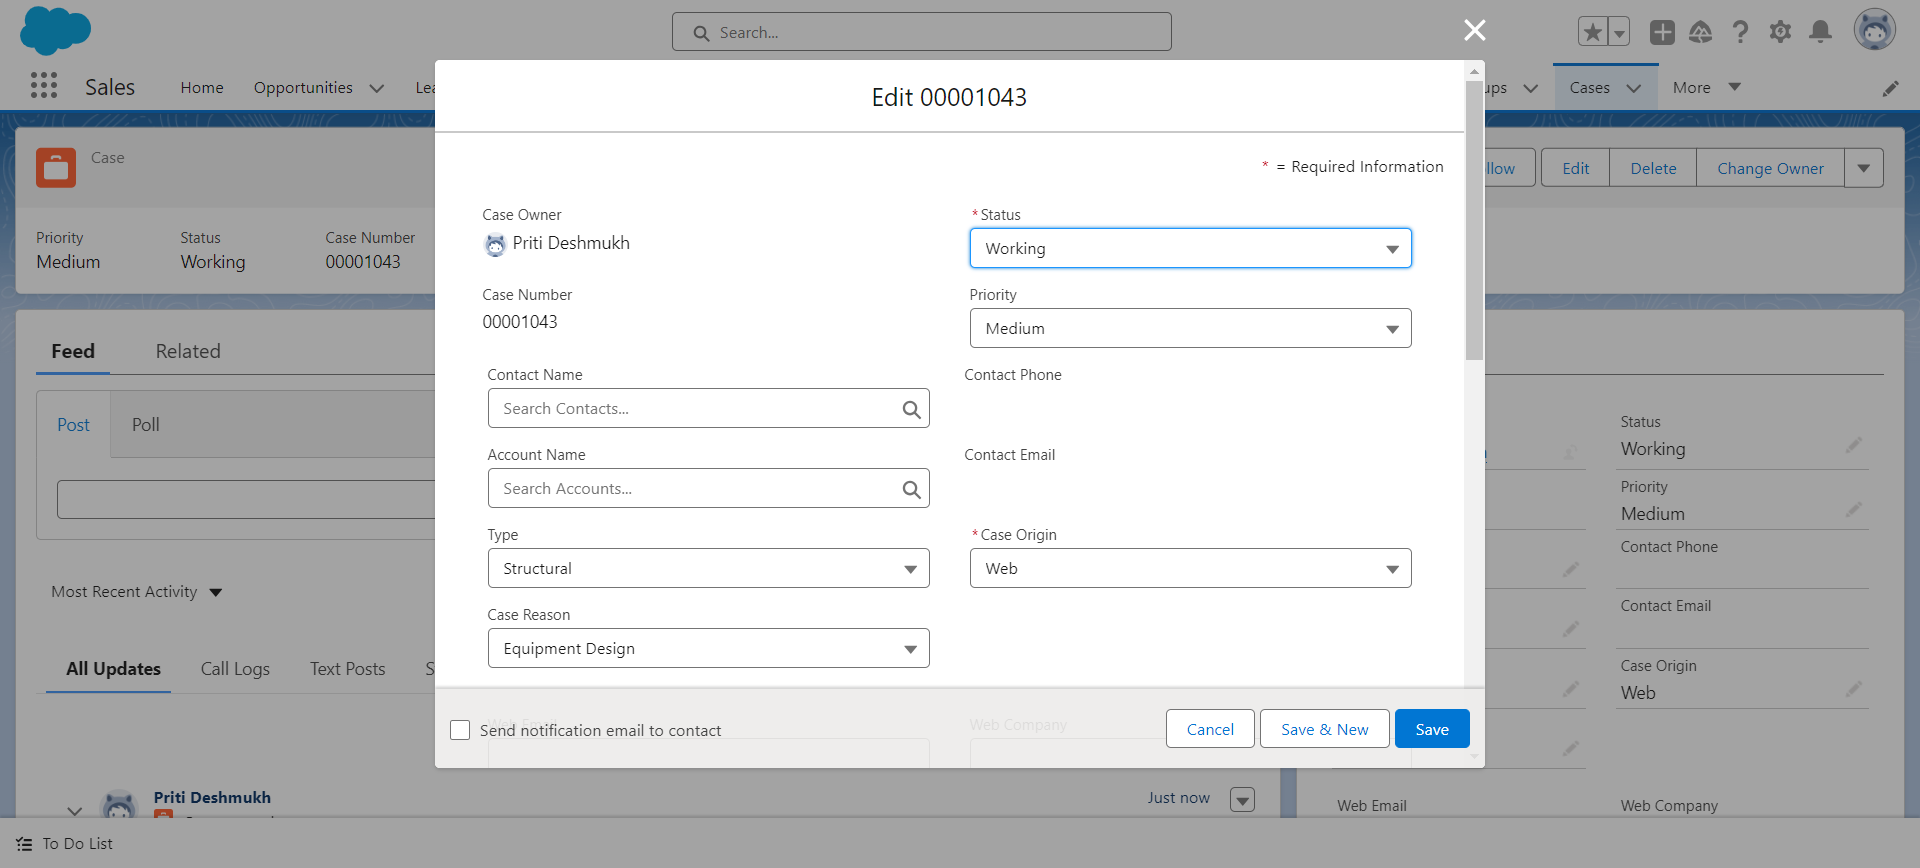 Search...
Sales
Home
Opportunities
Cases
More
Case
Edit
Delete
Change Owner
Priority
Medium
Status
Working
Case Number
00001043
Edit 00001043
* = Required Information
Case Owner
Priti Deshmukh
*Status
Working
Case Number
00001043
Priority
Medium
Contact Name
Search Contacts...
Contact Phone
Account Name
Search Accounts...
Contact Email
Type
Structural
*Case Origin
Web
Case Reason
Equipment Design
Web Email
Web Company
Send notification email to contact
Cancel
Save & New
Save
Feed
Related
Post
Poll
Most Recent Activity
All Updates
Call Logs
Text Posts
Priti Deshmukh
Just now
Status
Working
Priority
Medium
Contact Phone
Contact Email
Case Origin
Web
Web Email
Web Company
To Do List